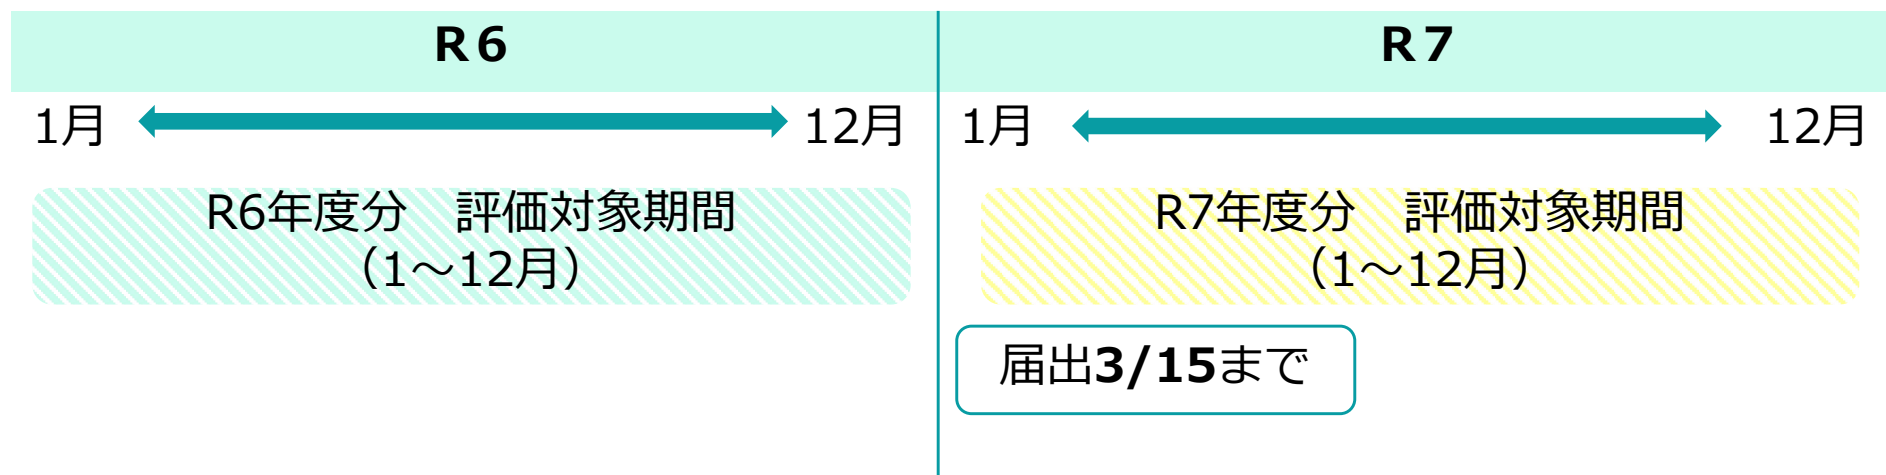 R6
R7
1月
12月
1月
12月
R6年度分　評価対象期間
（1～12月）
R7年度分　評価対象期間
（1～12月）
届出3/15まで